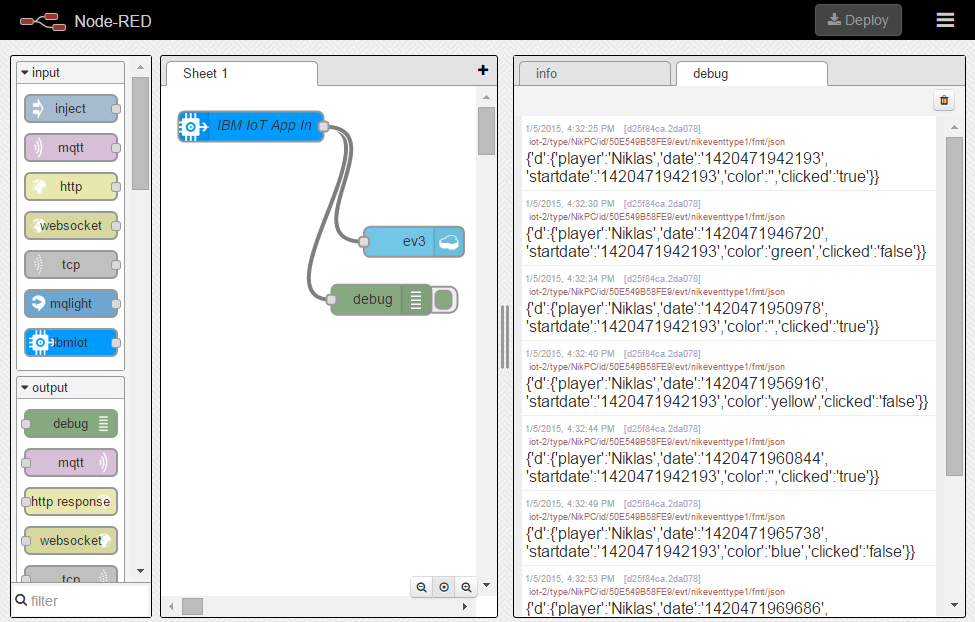 Node-RED
Deploy
input
inject
mqtt
http
websocket
tcp
mqlight
ibmiot
output
debug
mqtt
http response
websocket
tcp
filter
Sheet 1
IBM IoT App In
ev3
debug
info
debug
1/5/2015, 4:32:25 PM [d25f84ca.2da078]
iot-2/type/NikPC/id/50E549B58FE9/evt/nikeventtype1/fmt/json
{'d':{'player':'Niklas','date':'1420471942193',
'startdate':'1420471942193','color':'','clicked':'true'}}
1/5/2015, 4:32:30 PM [d25f84ca.2da078]
iot-2/type/NikPC/id/50E549B58FE9/evt/nikeventtype1/fmt/json
{'d':{'player':'Niklas','date':'1420471946720',
'startdate':'1420471942193','color':'green','clicked':'false'}}
1/5/2015, 4:32:34 PM [d25f84ca.2da078]
iot-2/type/NikPC/id/50E549B58FE9/evt/nikeventtype1/fmt/json
{'d':{'player':'Niklas','date':'1420471950978',
'startdate':'1420471942193','color':'','clicked':'true'}}
1/5/2015, 4:32:40 PM [d25f84ca.2da078]
iot-2/type/NikPC/id/50E549B58FE9/evt/nikeventtype1/fmt/json
{'d':{'player':'Niklas','date':'1420471956916',
'startdate':'1420471942193','color':'yellow','clicked':'false'}}
1/5/2015, 4:32:44 PM [d25f84ca.2da078]
iot-2/type/NikPC/id/50E549B58FE9/evt/nikeventtype1/fmt/json
{'d':{'player':'Niklas','date':'1420471960844',
'startdate':'1420471942193','color':'','clicked':'true'}}
1/5/2015, 4:32:49 PM [d25f84ca.2da078]
iot-2/type/NikPC/id/50E549B58FE9/evt/nikeventtype1/fmt/json
{'d':{'player':'Niklas','date':'1420471965738',
'startdate':'1420471942193','color':'blue','clicked':'false'}}
1/5/2015, 4:32:53 PM [d25f84ca.2da078]
iot-2/type/NikPC/id/50E549B58FE9/evt/nikeventtype1/fmt/json
{'d':{'player':'Niklas','date':'1420471969686',